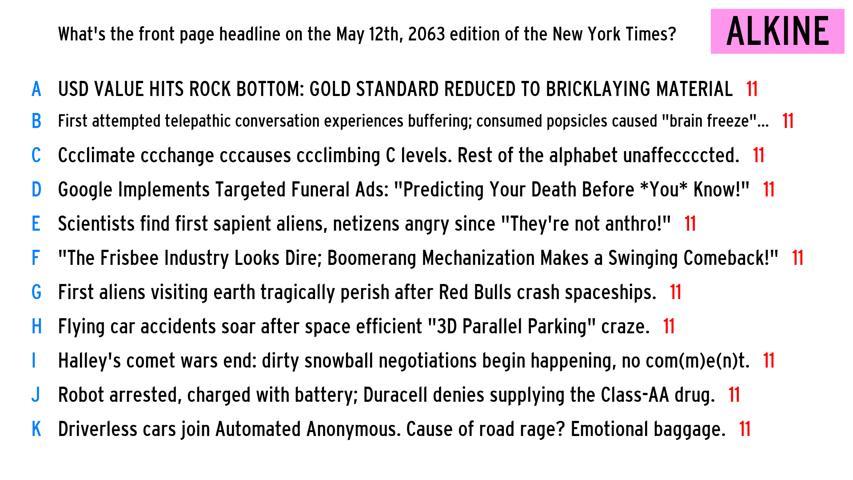 What's the front page headline on the May 12th, 2063 edition of the New York Times?
ALKINE
A USD VALUE HITS ROCK BOTTOM: GOLD STANDARD REDUCED TO BRICKLAYING MATERIAL 11
B First attempted telepathic conversation experiences buffering; consumed popsicles caused "brain freeze"... 11
C Ccclimate ccchange cccauses ccclimbing C levels. Rest of the alphabet unaffecccccted. 11
D Google Implements Targeted Funeral Ads: "Predicting Your Death Before *You* Know!" 11
E Scientists find first sapient aliens, netizens angry since "They're not anthro!" 11
F "The Frisbee Industry Looks Dire; Boomerang Mechanization Makes a Swinging Comeback!" 11
G First aliens visiting earth tragically perish after Red Bulls crash spaceships. 11
H Flying car accidents soar after space efficient "3D Parallel Parking" craze. 11
I Halley's comet wars end: dirty snowball negotiations begin happening, no com(m)e(n)t. 11
J Robot arrested, charged with battery; Duracell denies supplying the Class-AA drug. 11
K Driverless cars join Automated Anonymous. Cause of road rage? Emotional baggage. 11